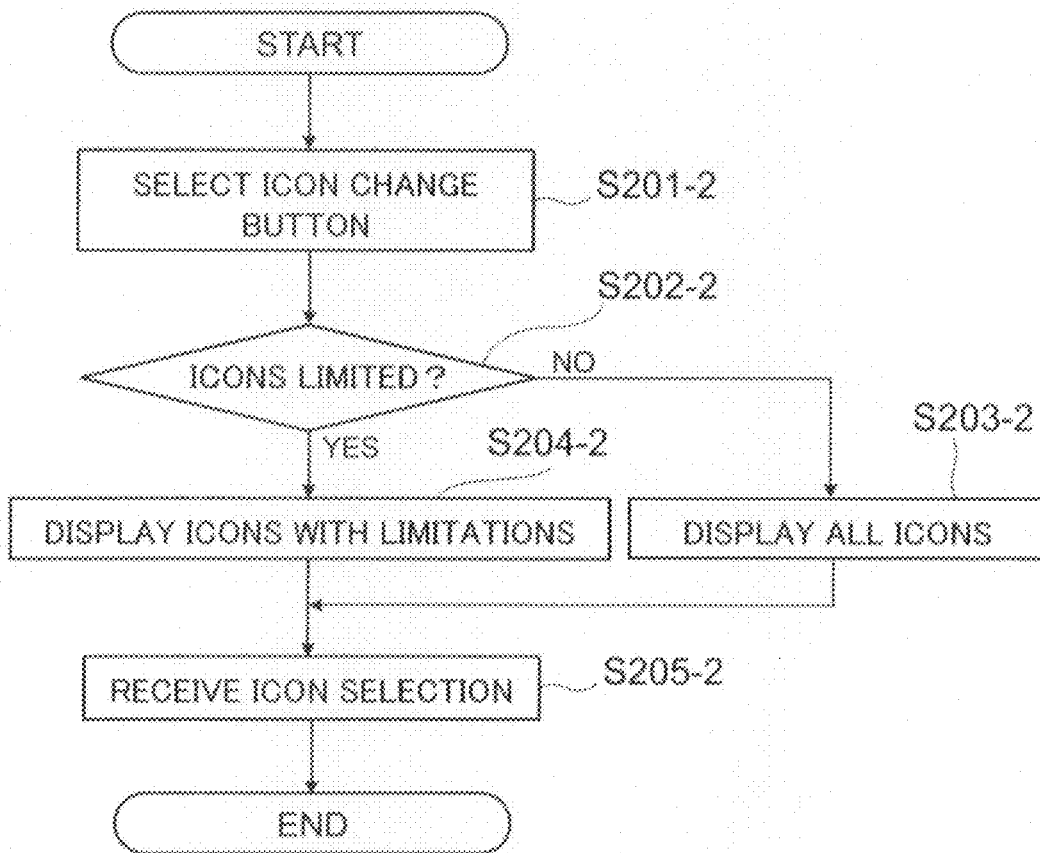 START
SELECT ICON CHANGE
BUTTON
S201-2
S202-2
ICONS LIMITED?
NO
YES
S204-2
S203-2
DISPLAY ICONS WITH LIMITATIONS
DISPLAY ALL ICONS
RECEIVE ICON SELECTION
S205-2
END